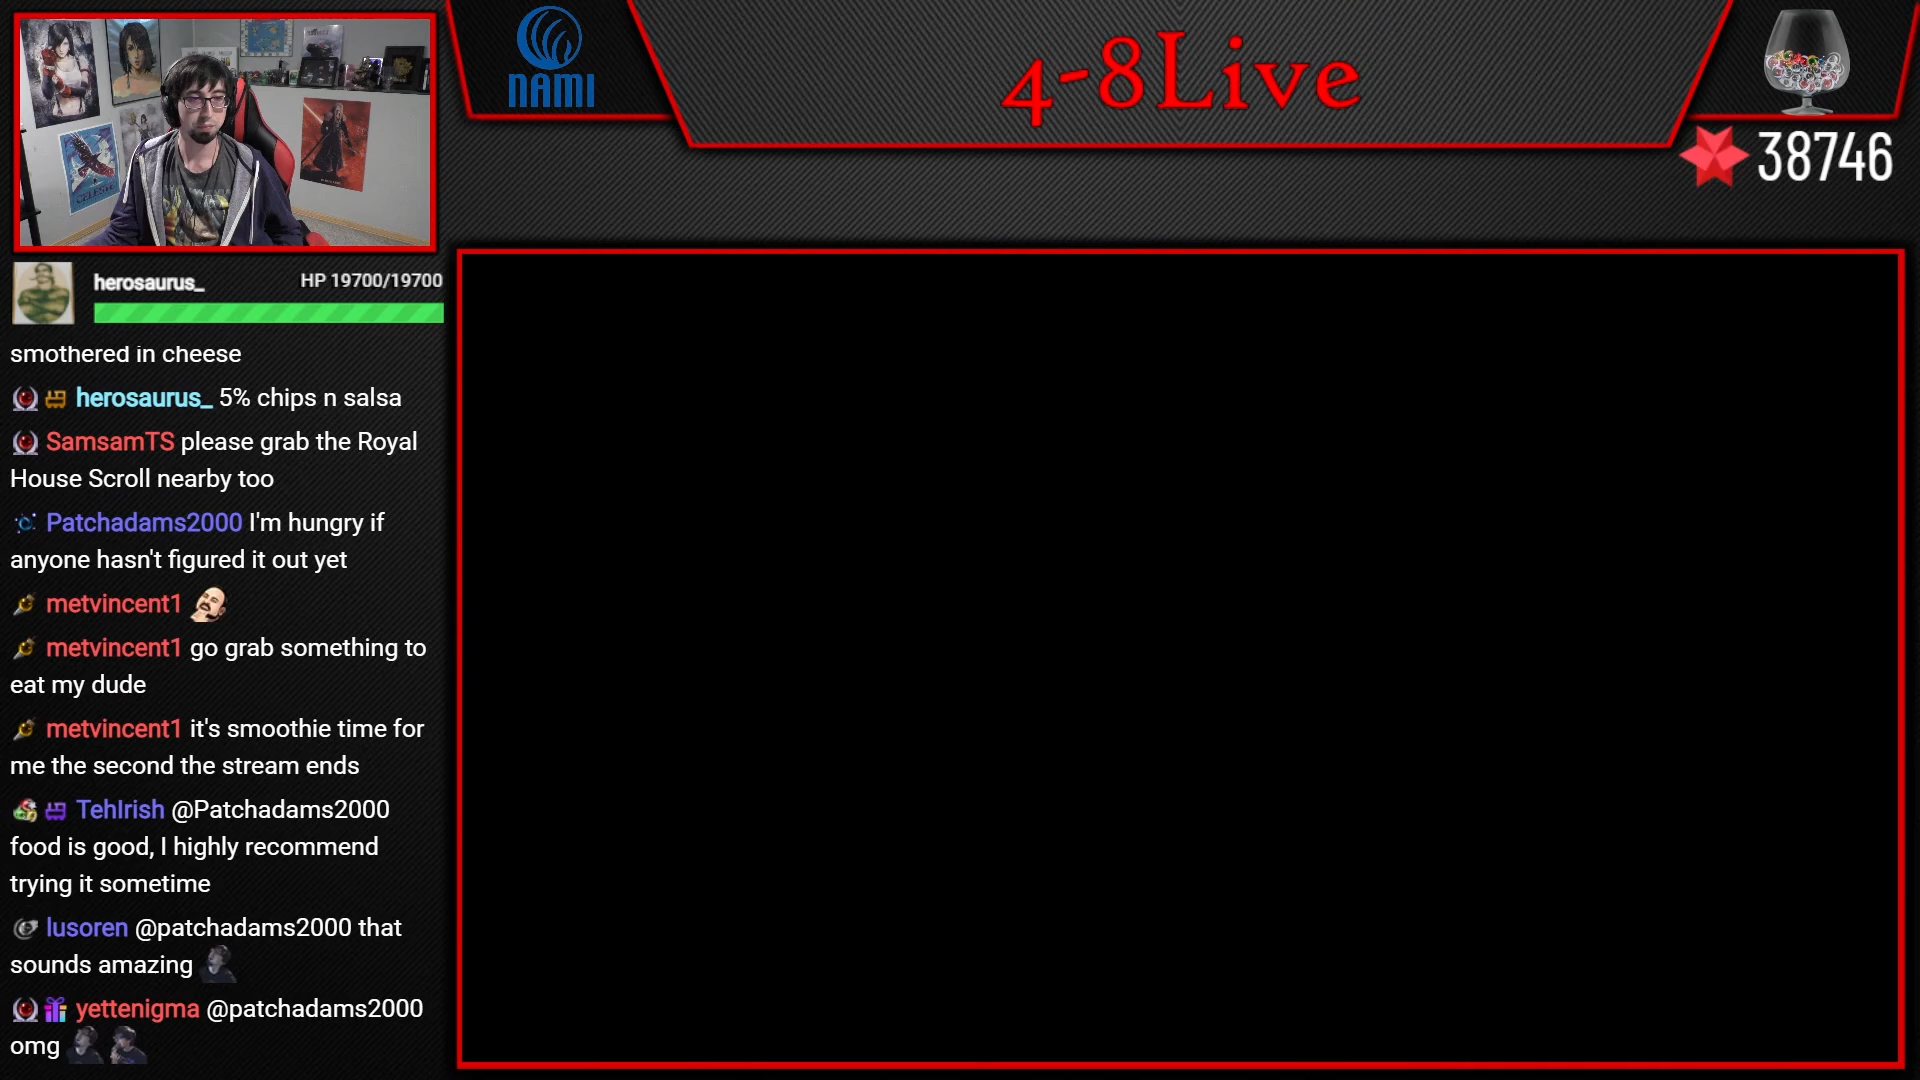 NAMI
4-8Live
38746
CELESTE
herosaurus_ HP 19700/19700
smothered in cheese
herosaurus_ 5% chips n salsa
SamsamTS please grab the Royal
House Scroll nearby too
Patchadams2000 I'm hungry if
anyone hasn't figured it out yet
metvincent1
metvincent1 go grab something to
eat my dude
metvincent1 it's smoothie time for
me the second the stream ends
TehIrish @Patchadams2000
food is good, I highly recommend
trying it sometime
lusoren @patchadams2000 that
sounds amazing
yettenigma @patchadams2000
omg